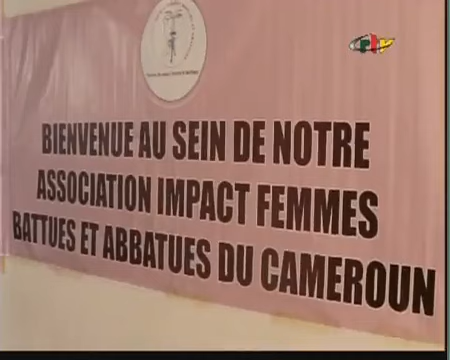 BIENVENUE AU SEIN DE NOTRE
ASSOCIATION IMPACT FEMMES
BATTUES ET ABBATUES DU CAMEROUN